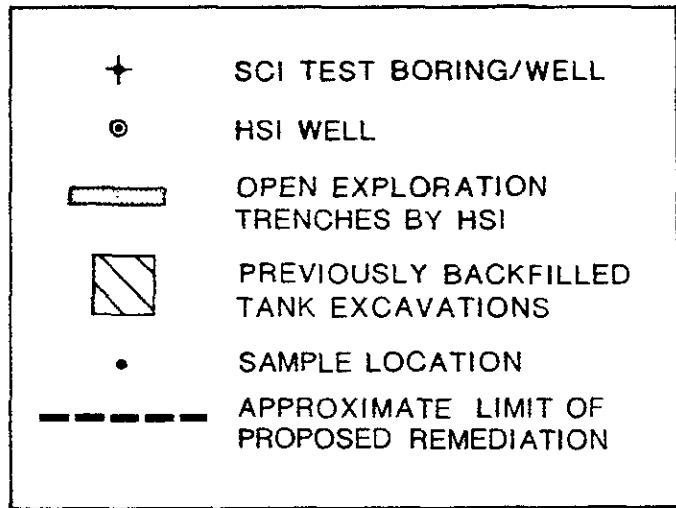 SCI TEST BORING/WELL
HSI WELL
OPEN EXPLORATION
TRENCHES BY HSI
PREVIOUSLY BACKFILLED
TANK EXCAVATIONS
SAMPLE LOCATION
APPROXIMATE LIMIT OF
PROPOSED REMEDIATION